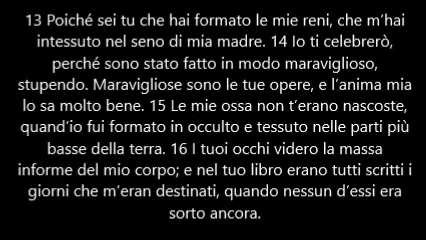 13 Poiché sei tu che hai formato le mie reni, che m’hai
intessuto nel seno di mia madre. 14 Io ti celebrerò,
perché sono stato fatto in modo maraviglioso,
stupendo. Maravigliose sono le tue opere, e l’anima mia
lo sa molto bene. 15 Le mie ossa non t’erano nascoste,
quand’io fui formato in occulto e tessuto nelle parti più
basse della terra. 16 I tuoi occhi videro la massa
informe del mio corpo; e nel tuo libro erano tutti scritti i
giorni che m’eran destinati, quando nessun d’essi era
sorto ancora.